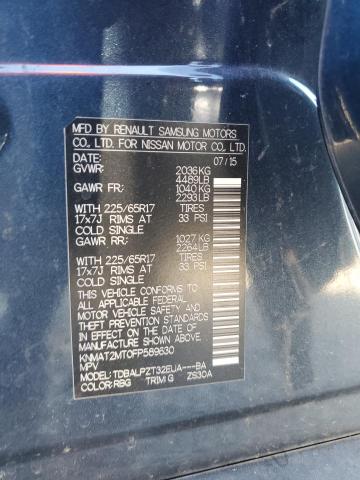 MFD BY RENAULT SAMSUNG MOTORS
CO., LTD. FOR NISSAN MOTOR CO., LTD.
DATE: 07/15
GVWR: 2036KG
4489LB
GAWR FR: 1040KG
2293LB
WITH 225/65R17 TIRES
17x7J RIMS AT 33 PSI
COLD SINGLE
GAWR RR: 1027KG
2264LB
WITH 225/65R17 TIRES
17x7J RIMS AT 33 PSI
COLD SINGLE
THIS VEHICLE CONFORMS TO ALL
APPLICABLE FEDERAL
MOTOR VEHICLE SAFETY
AND THEFT PREVENTION STANDARDS
IN EFFECT ON THE DATE OF
MANUFACTURE SHOWN ABOVE.
KNMAT2MT0FP589630
MPV
MODEL: TDBALPZT32EUA---BA
COLOR: RBG TRIM: G ZS30A